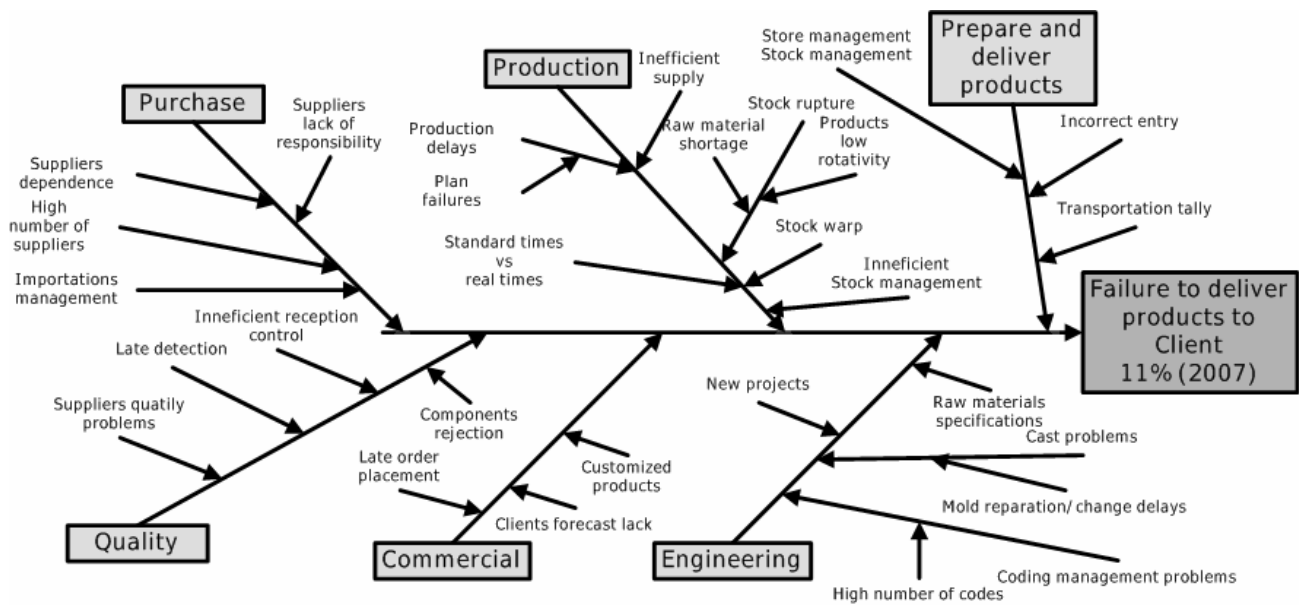 Store management
Stock management
Prepare and
deliver
products
Production
Inefficient
supply
Purchase
Suppliers
lack of
responsibility
Production
delays
Stock rupture
Raw material
shortage
Products
low
rotativity
Incorrect entry
Suppliers
dependence
Plan
failures
High
number of
suppliers
Transportation tally
Standard times
vs
real times
Stock warp
Importations
management
Inneficient
Stock management
Failure to deliver
products to
Client
11% (2007)
Inneficient reception
control
Late detection
Suppliers quatily
problems
Components
rejection
New projects
Raw materials
specifications
Late order
placement
Customized
products
Cast problems
Clients forecast lack
Mold reparation/ change delays
Quality
Commercial
Engineering
Coding management problems
High number of codes